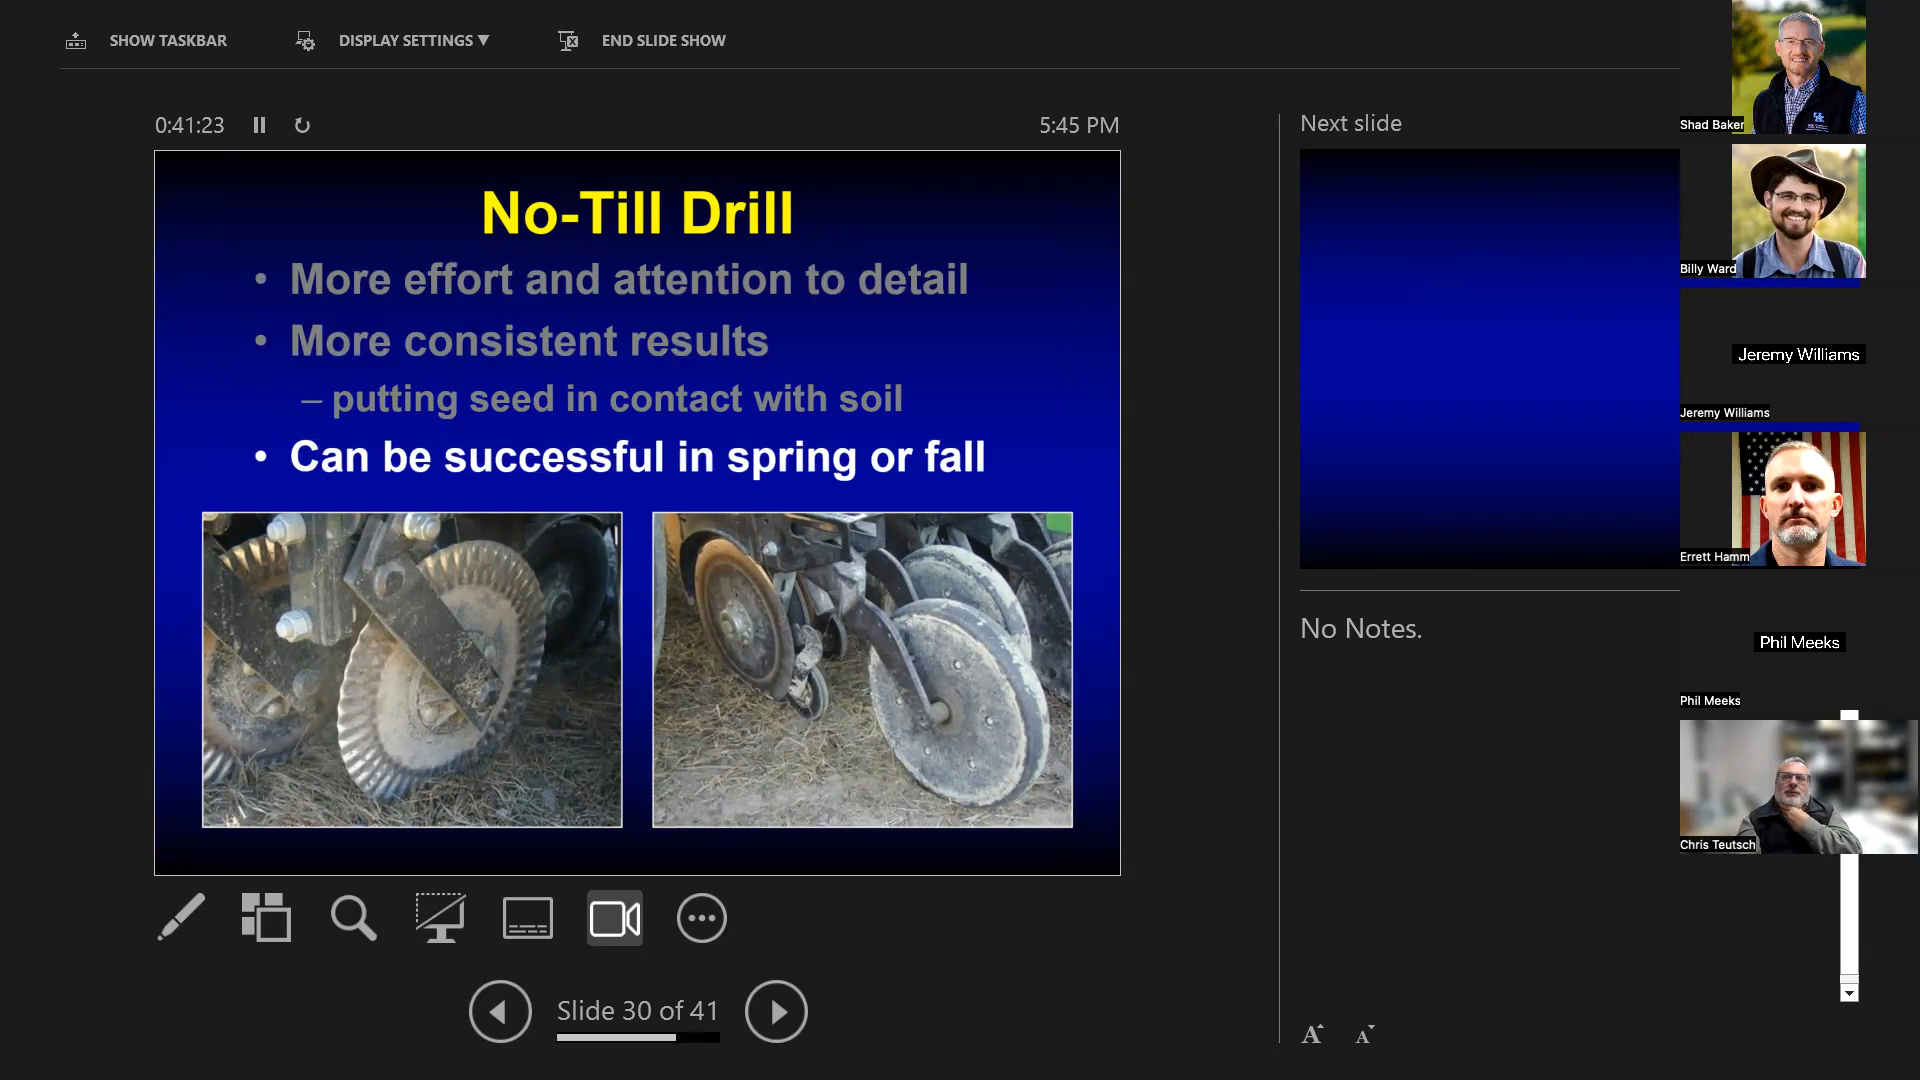 SHOW TASKBAR
DISPLAY SETTINGS ▼
END SLIDE SHOW
0:41:23
5:45 PM
No-Till Drill
• More effort and attention to detail
• More consistent results
– putting seed in contact with soil
• Can be successful in spring or fall
Slide 30 of 41
Next slide
No Notes.
A A
Shad Baker
UK
Billy Ward
Jeremy Williams
Jeremy Williams
Errett Hamm
Phil Meeks
Phil Meeks
Chris Teutsch